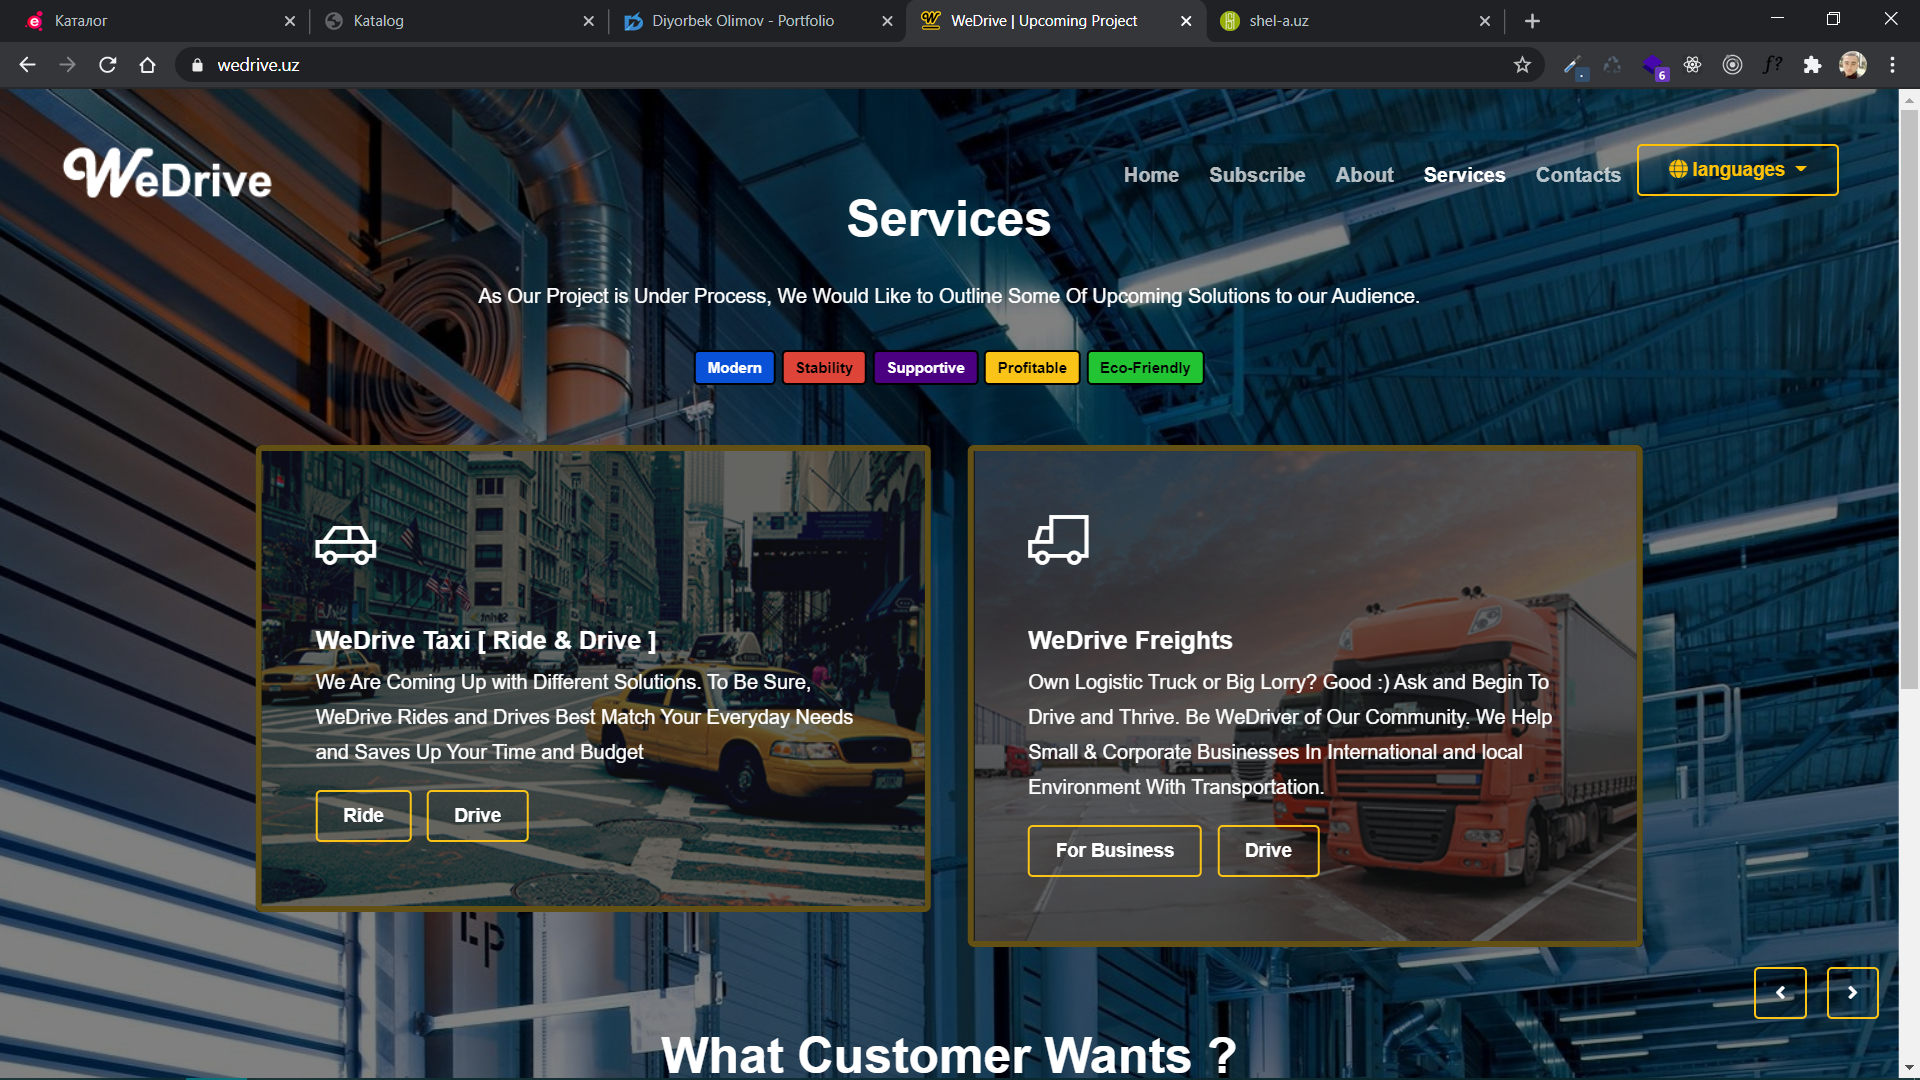 Каталог
Katalog
Diyorbek Olimov - Portfolio
WeDrive | Upcoming Project
shel-a.uz
wedrive.uz
6
f?
WeDrive
Home
Subscribe
About
Services
Contacts
languages
Services
As Our Project is Under Process, We Would Like to Outline Some Of Upcoming Solutions to our Audience.
Modern
Stability
Supportive
Profitable
Eco-Friendly
WeDrive Taxi [ Ride & Drive ]
We Are Coming Up with Different Solutions. To Be Sure,
WeDrive Rides and Drives Best Match Your Everyday Needs
and Saves Up Your Time and Budget
Ride
Drive
WeDrive Freights
Own Logistic Truck or Big Lorry? Good :) Ask and Begin To
Drive and Thrive. Be WeDriver of Our Community. We Help
Small & Corporate Businesses In International and local
Environment With Transportation.
For Business
Drive
What Customer Wants ?